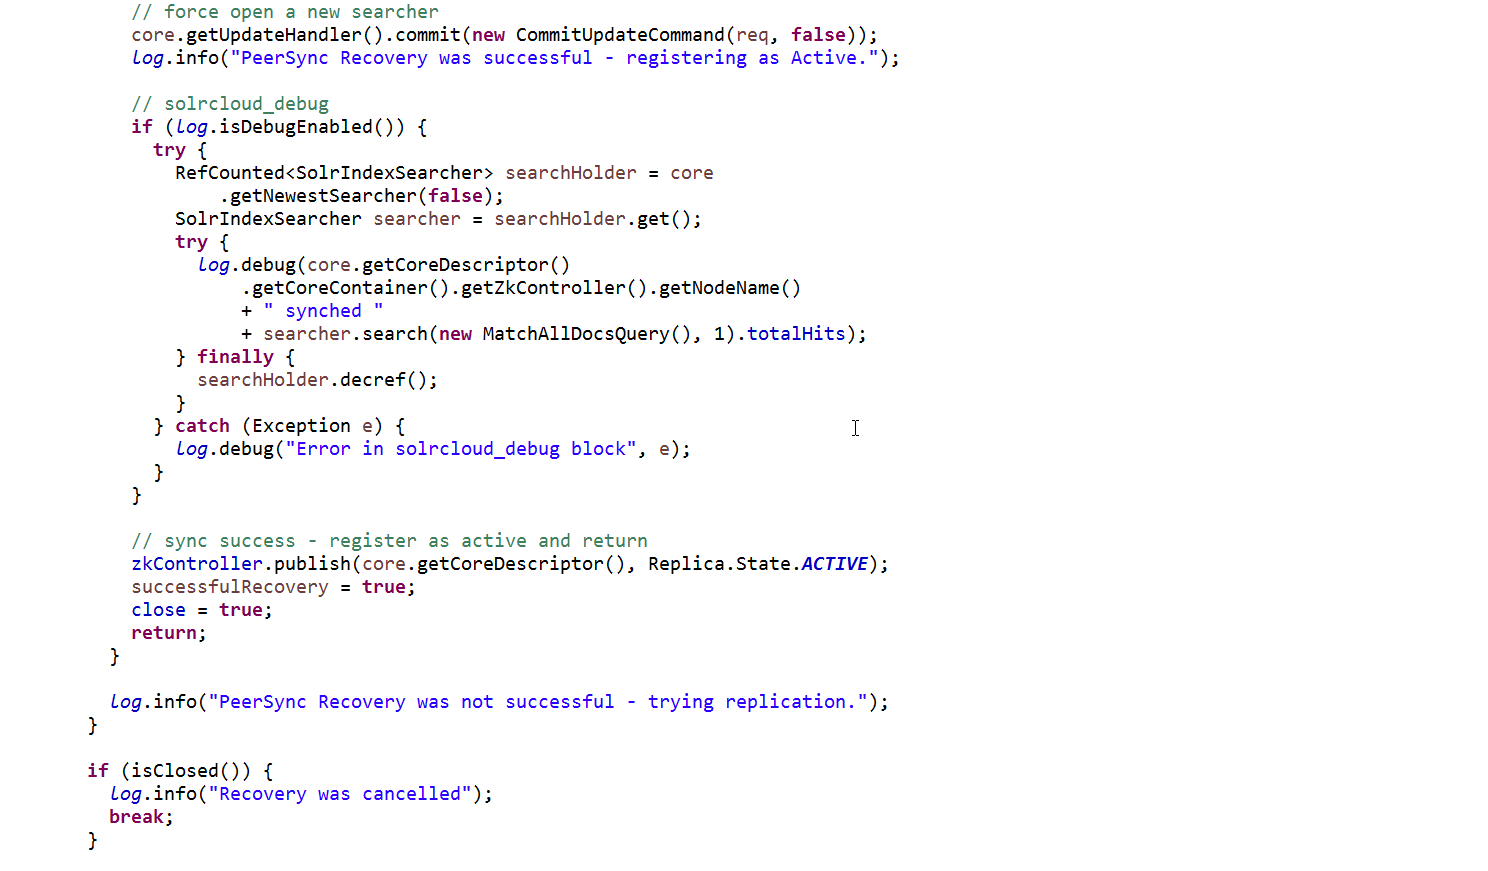 // force open a new searcher
core.getUpdateHandler().commit(new CommitUpdateCommand(req, false));
log.info("PeerSync Recovery was successful - registering as Active.");
// solrcloud_debug
if (log.isDebugEnabled()) {
try {
RefCounted<SolrIndexSearcher> searchHolder = core
.getNewestSearcher(false);
SolrIndexSearcher searcher = searchHolder.get();
try {
log.debug(core.getCoreDescriptor()
.getCoreContainer().getZkController().getNodeName()
+ " synched "
+ searcher.search(new MatchAllDocsQuery(), 1).totalHits);
} finally {
searchHolder.decref();
}
} catch (Exception e) {
log.debug("Error in solrcloud_debug block", e);
}
}
// sync success - register as active and return
zkController.publish(core.getCoreDescriptor(), Replica.State.ACTIVE);
successfulRecovery = true;
close = true;
return;
}
log.info("PeerSync Recovery was not successful - trying replication.");
}
if (isClosed()) {
log.info("Recovery was cancelled");
break;
}